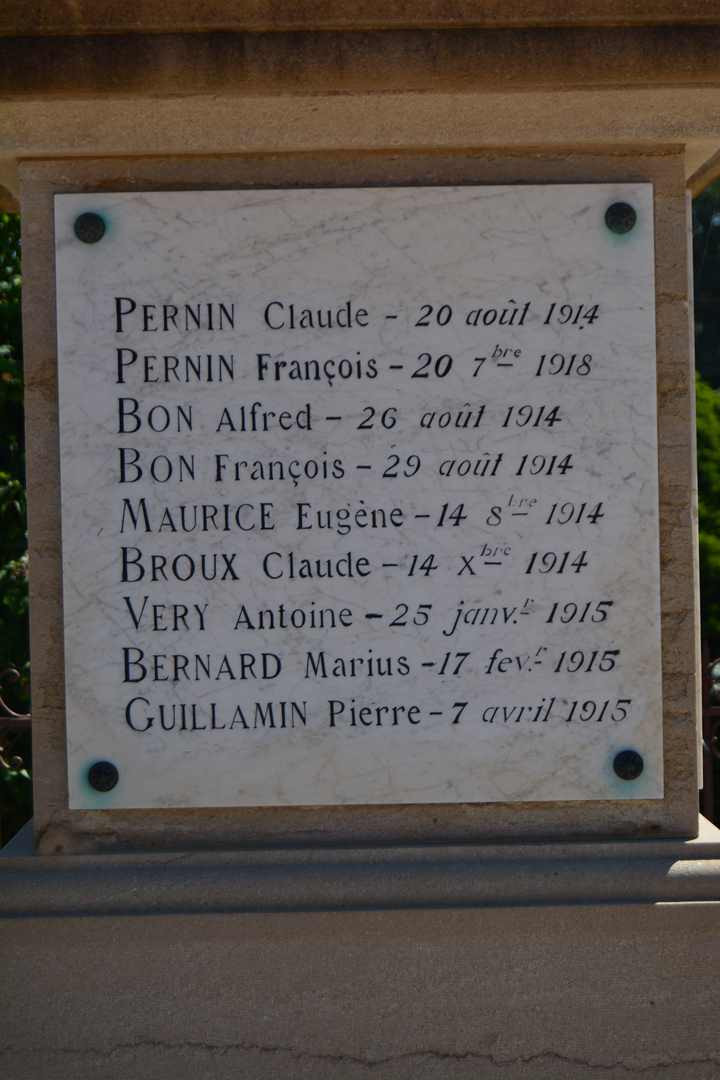 PERNIN Claude - 20 août 1914
PERNIN François - 20 7bre 1918
BON Alfred - 26 août 1914
BON François - 29 août 1914
MAURICE Eugène - 14 8bre 1914
BROUX Claude - 14 Xbre 1914
VERY Antoine - 25 janv.r 1915
BERNARD Marius - 17 fev.r 1915
GUILLAMIN Pierre - 7 avril 1915